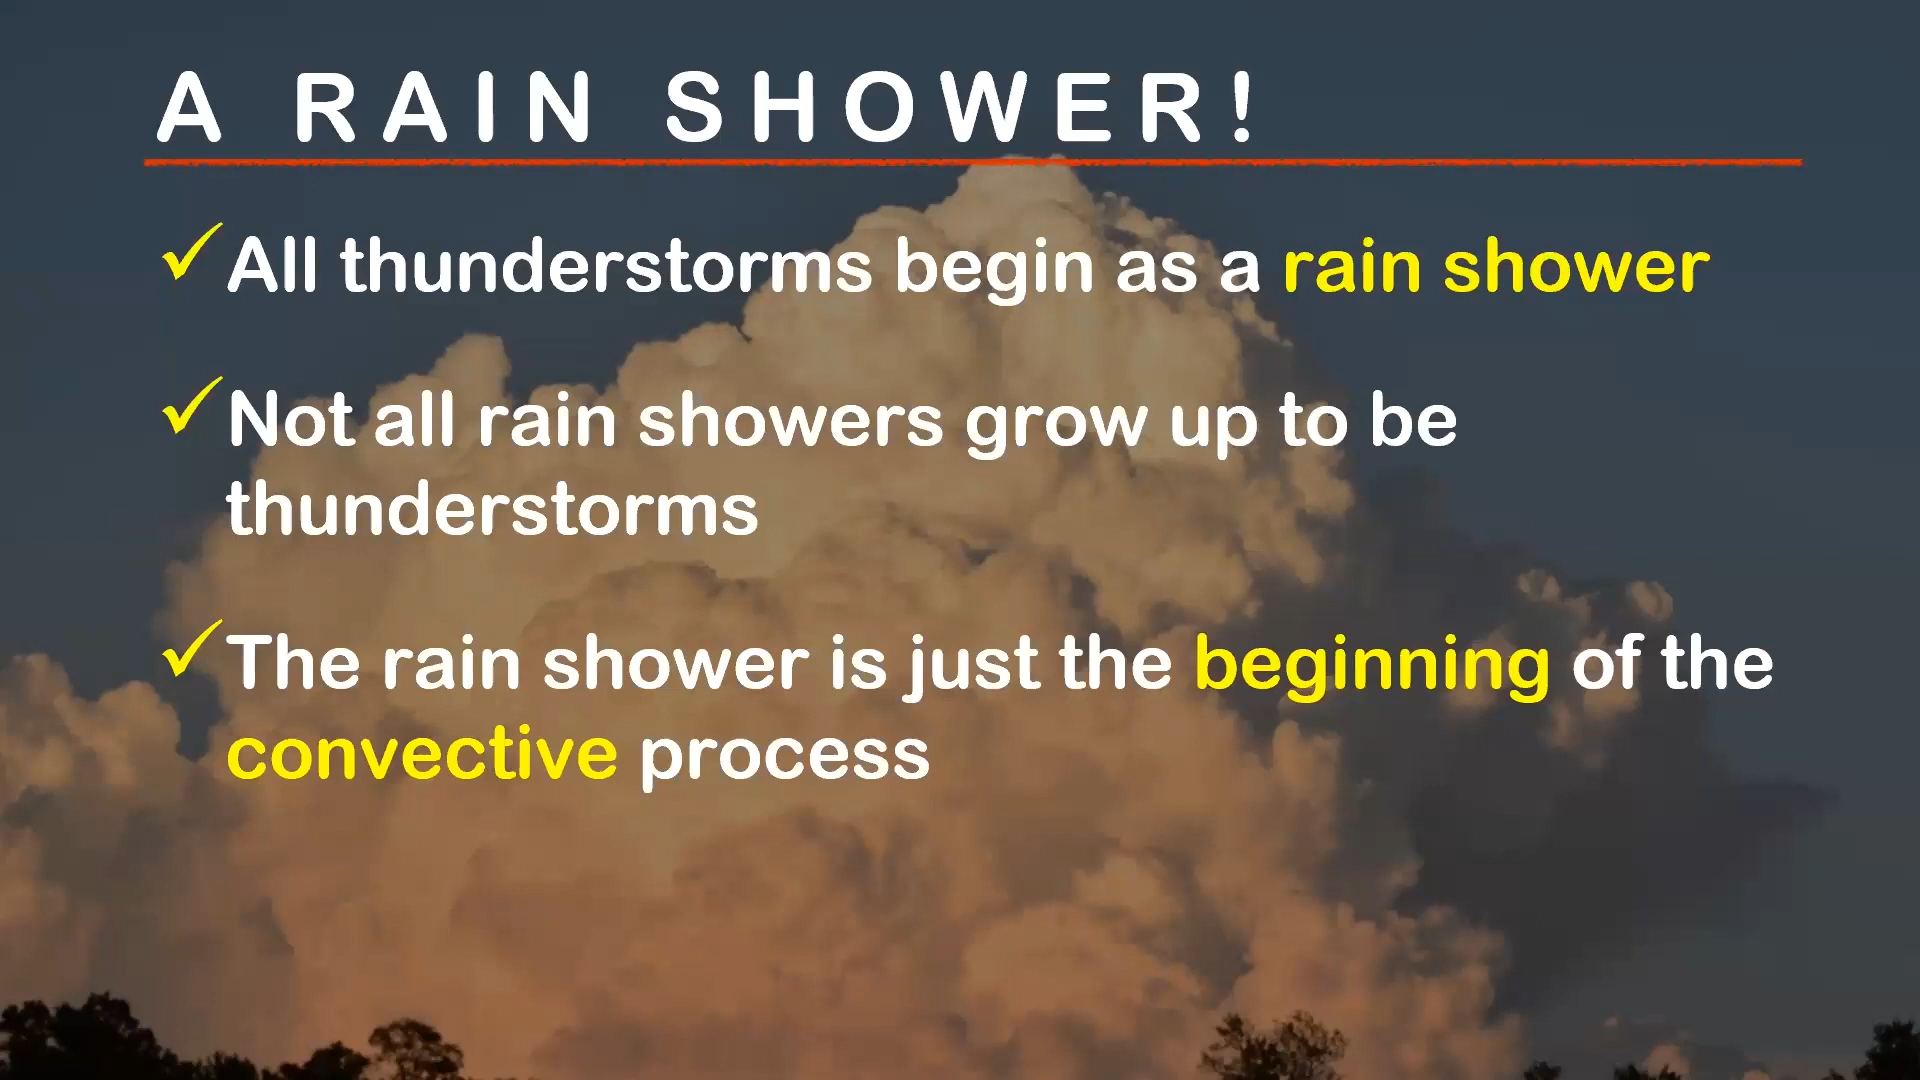 A RAIN SHOWER!
All thunderstorms begin as a rain shower
Not all rain showers grow up to be
thunderstorms
The rain shower is just the beginning of the
convective process